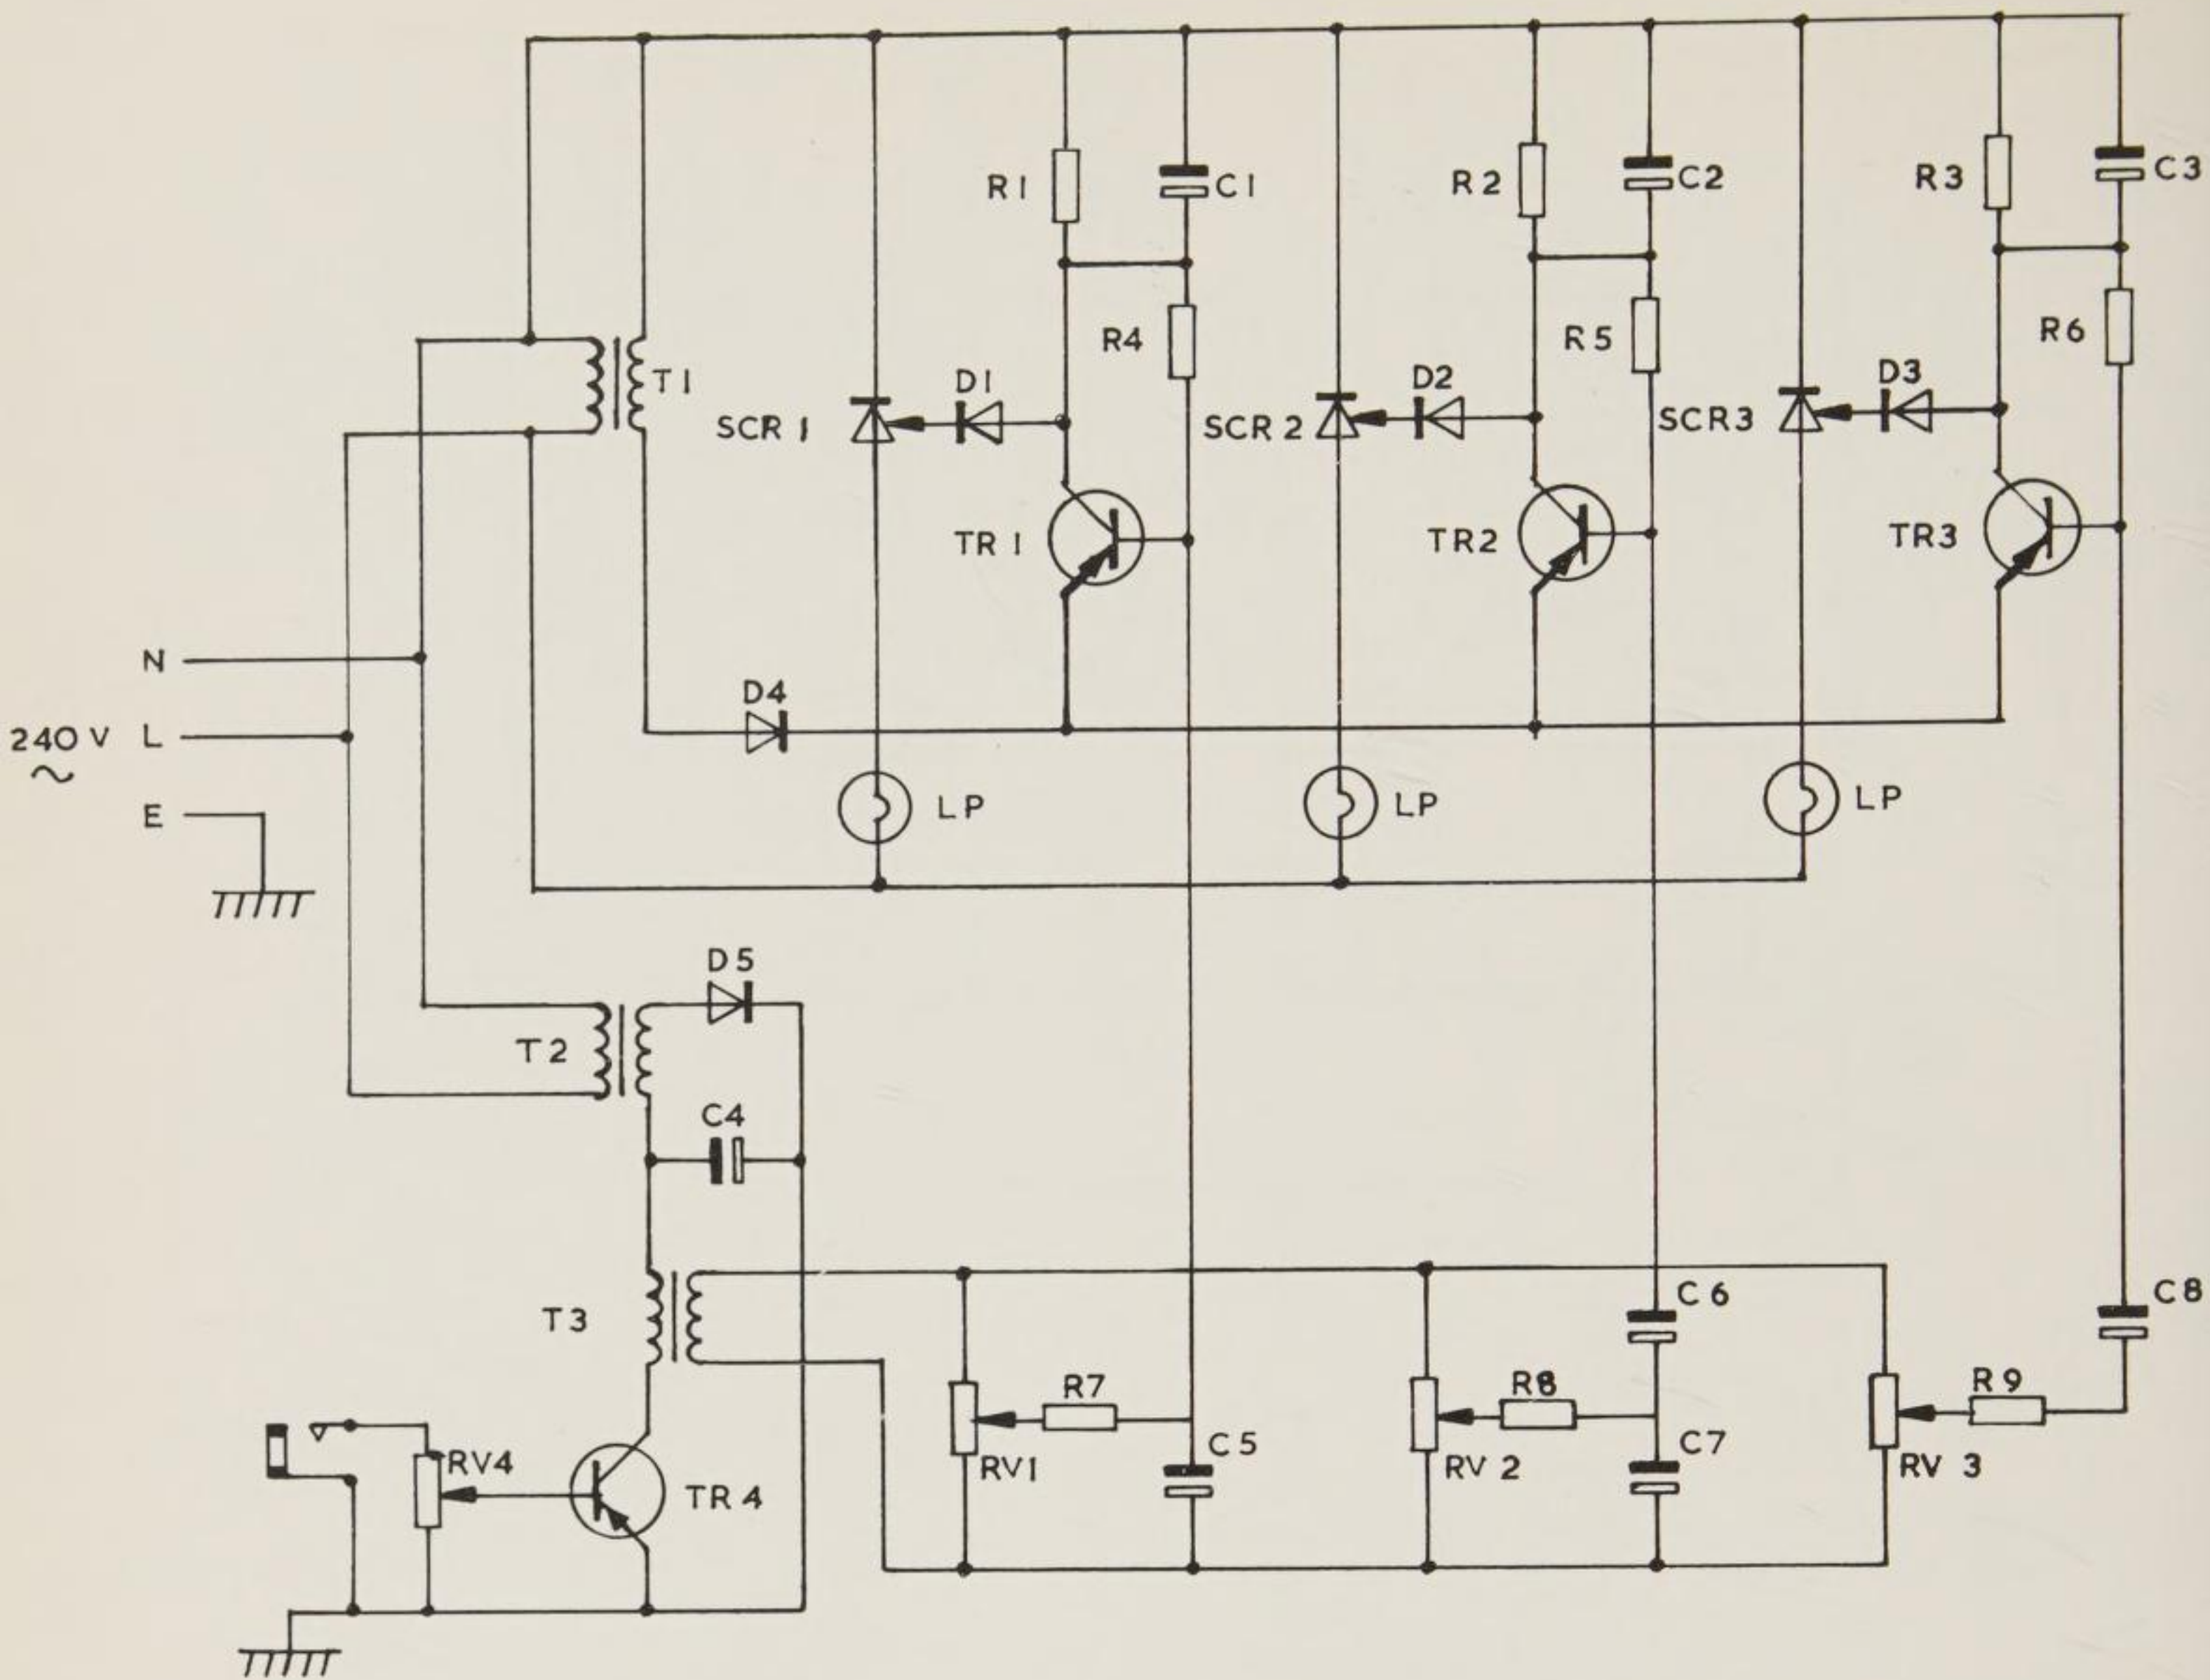 R1
C1
R2
C2
R3
C3
R4
R5
R6
T1
D1
D2
D3
SCR 1
SCR 2
SCR3
TR 1
TR2
TR3
N
D4
240 V L
~
LP
LP
LP
E
D5
T2
C4
C 6
C8
T3
R7
R8
R9
C5
C7
RV4
RV1
RV 2
RV 3
TR 4